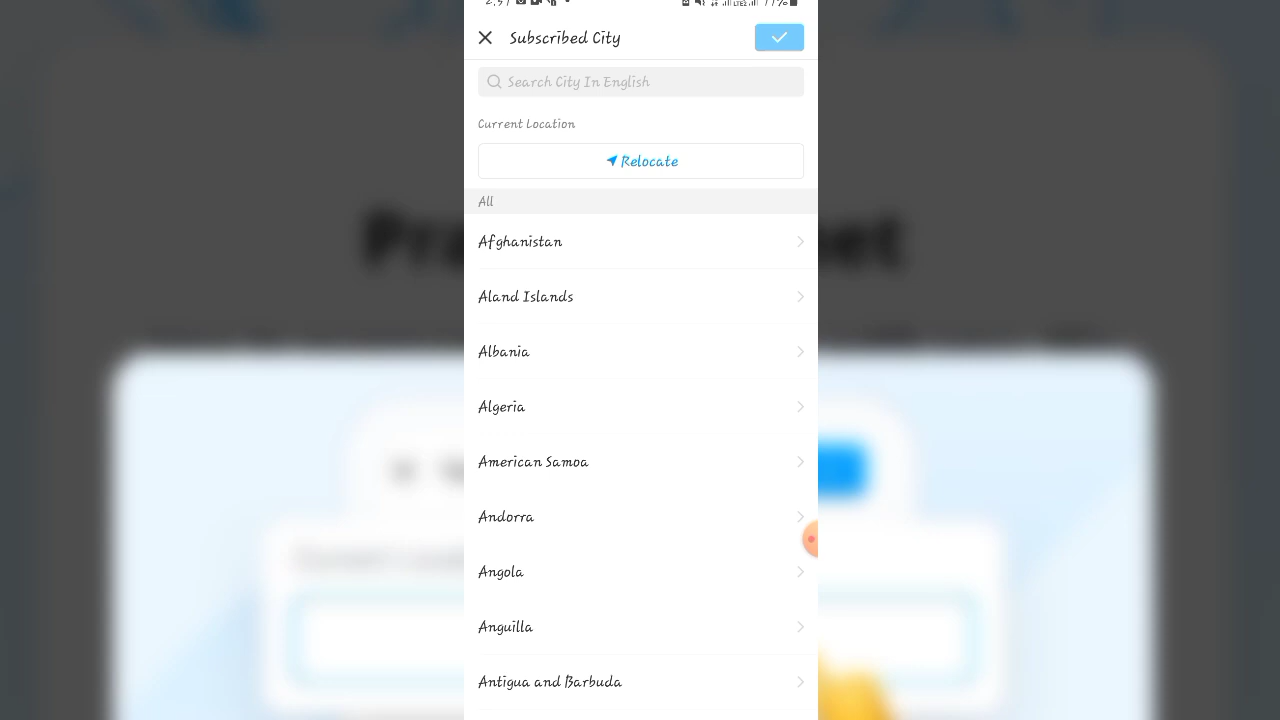 Subscribed City
Search City In English
Current Location
Relocate
All
Afghanistan
Aland Islands
Albania
Algeria
American Samoa
Andorra
Angola
Anguilla
Antigua and Barbuda